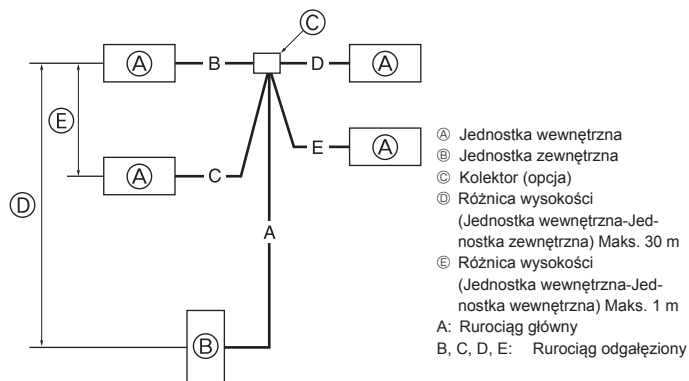 Ⓒ
Ⓐ B D Ⓐ
Ⓔ
Ⓐ C E Ⓐ
Ⓓ
A
Ⓑ
Ⓐ Jednostka wewnętrzna
Ⓑ Jednostka zewnętrzna
Ⓒ Kolektor (opcja)
Ⓓ Różnica wysokości
(Jednostka wewnętrzna-Jed-
nostka zewnętrzna) Maks. 30 m
Ⓔ Różnica wysokości
(Jednostka wewnętrzna-Jed-
nostka wewnętrzna) Maks. 1 m
A: Rurociąg główny
B, C, D, E: Rurociąg odgałęziony